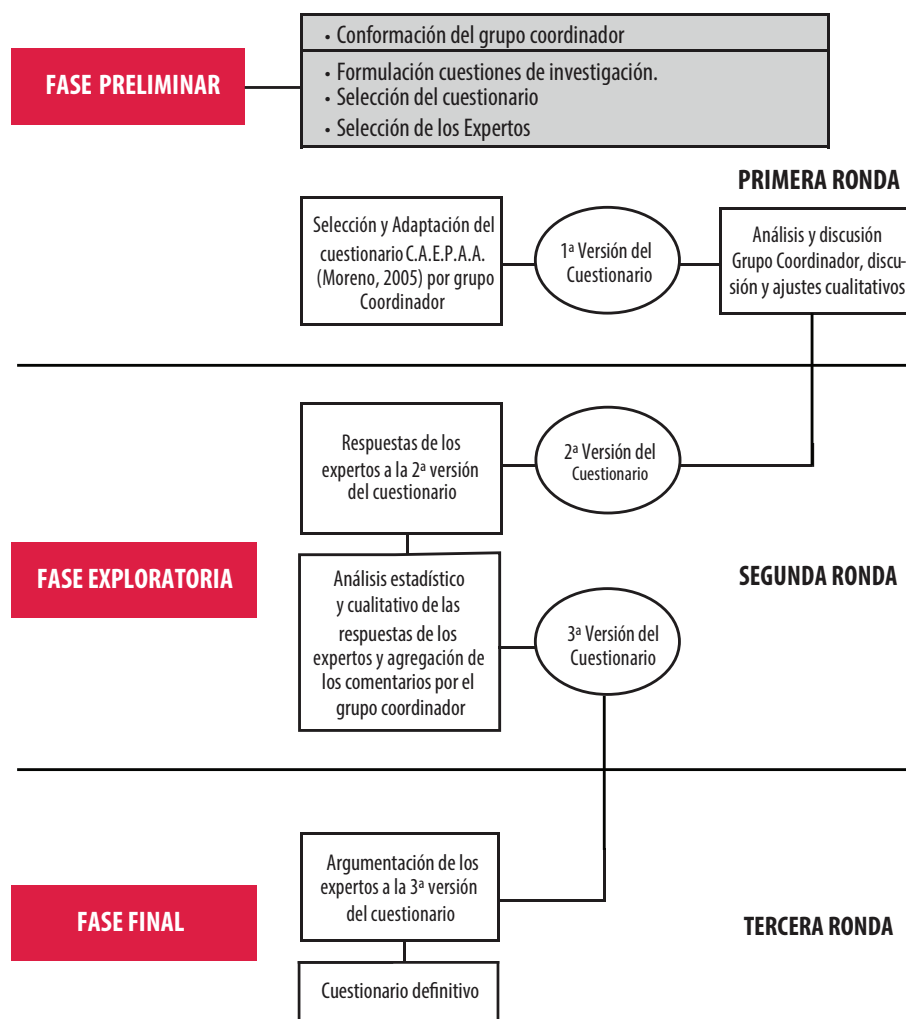 • Conformación del grupo coordinador
FASE PRELIMINAR
• Formulación cuestiones de investigación.
• Selección del cuestionario
• Selección de los Expertos
PRIMERA RONDA
Selección y Adaptación del
cuestionario C.A.E.P.A.A.
(Moreno, 2005) por grupo
Coordinador
1ª Versión del
Cuestionario
Análisis y discusión
Grupo Coordinador, discu-
sión y ajustes cualitativos
Respuestas de los
expertos a la 2ª versión
del cuestionario
2ª Versión del
Cuestionario
FASE EXPLORATORIA
SEGUNDA RONDA
Análisis estadístico
y cualitativo de las
respuestas de los
expertos y agregación de
los comentarios por el
grupo coordinador
3ª Versión del
Cuestionario
Argumentación de los
expertos a la 3ª versión
del cuestionario
FASE FINAL
TERCERA RONDA
Cuestionario definitivo